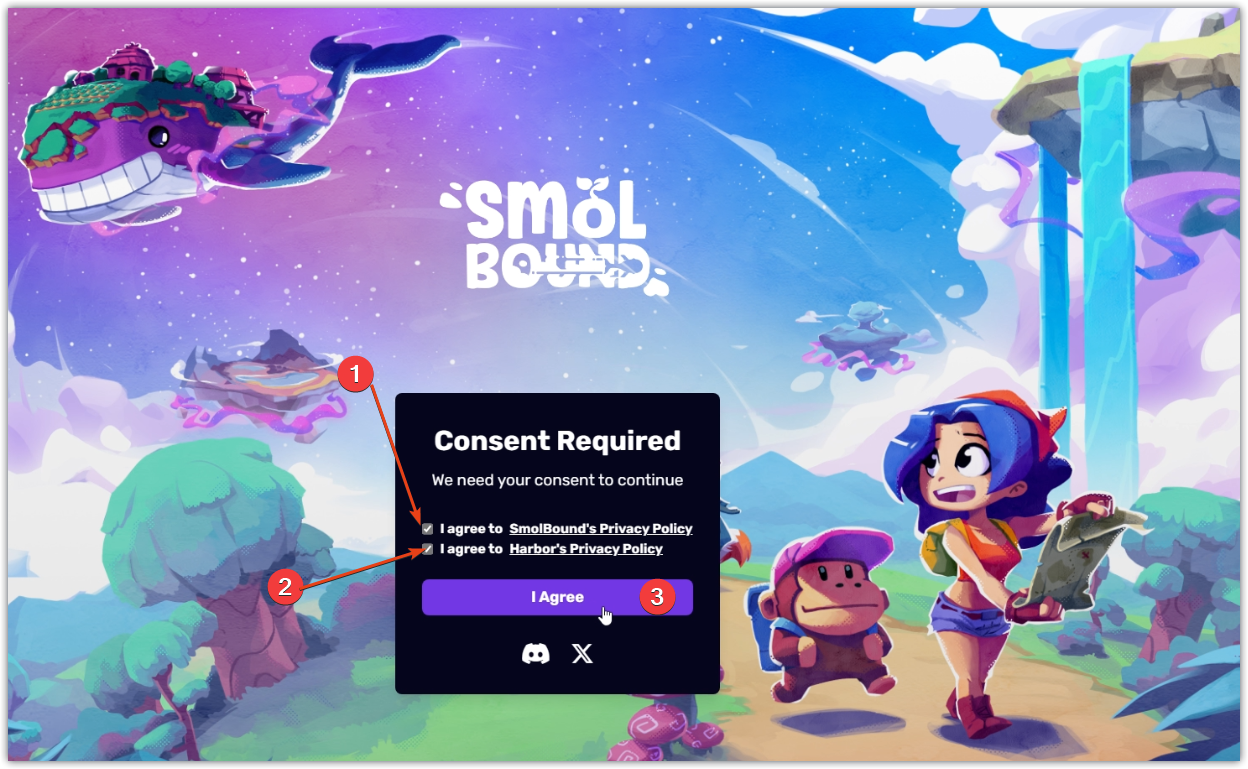 SMOL
BOUND
1
Consent Required
We need your consent to continue
I agree to SmolBound's Privacy Policy
I agree to Harbor's Privacy Policy
2
I Agree 3
X